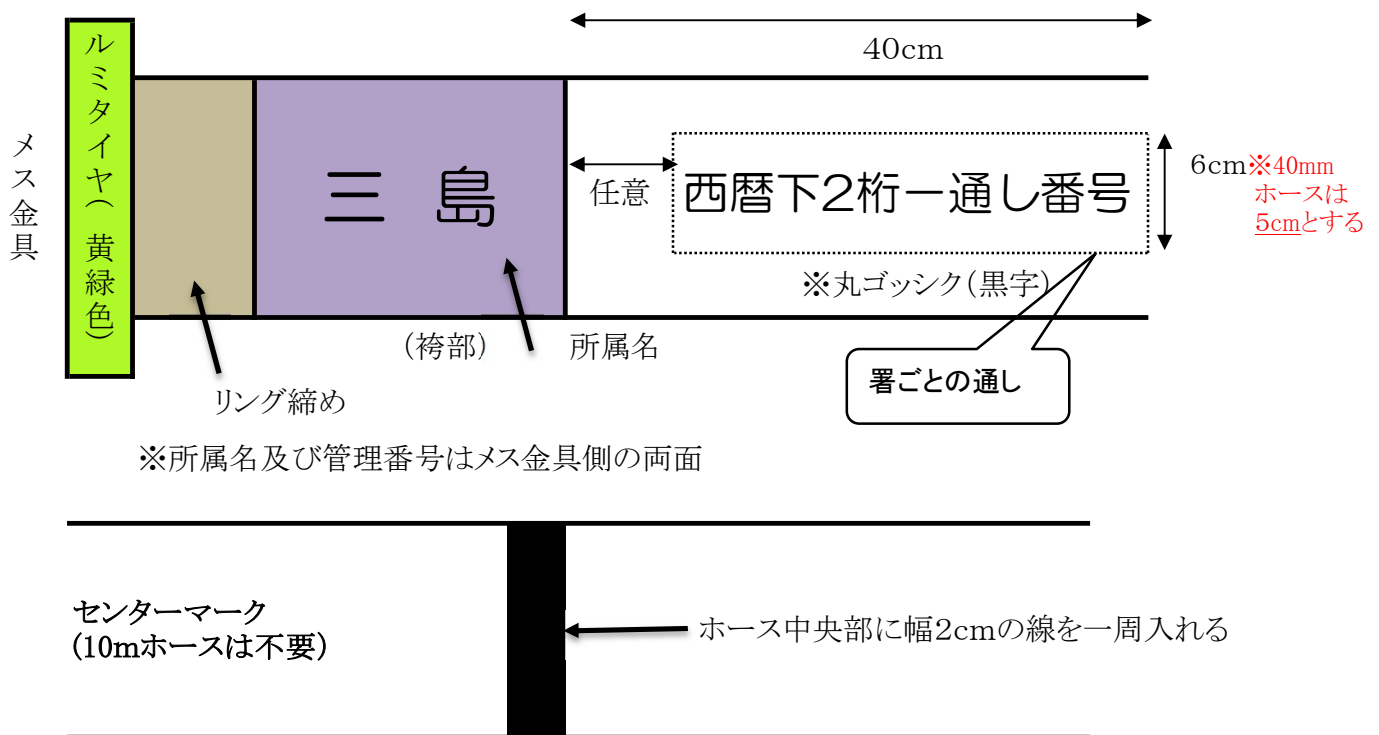 メス金具
ルミタイヤ（黄緑色）
三島
40cm
任意
西暦下2桁ー通し番号
6cm※40mm
ホースは
5cmとする
※丸ゴッシク(黒字)
(袴部)
所属名
署ごとの通し
リング締め
※所属名及び管理番号はメス金具側の両面
センターマーク
(10mホースは不要)
ホース中央部に幅2cmの線を一周入れる